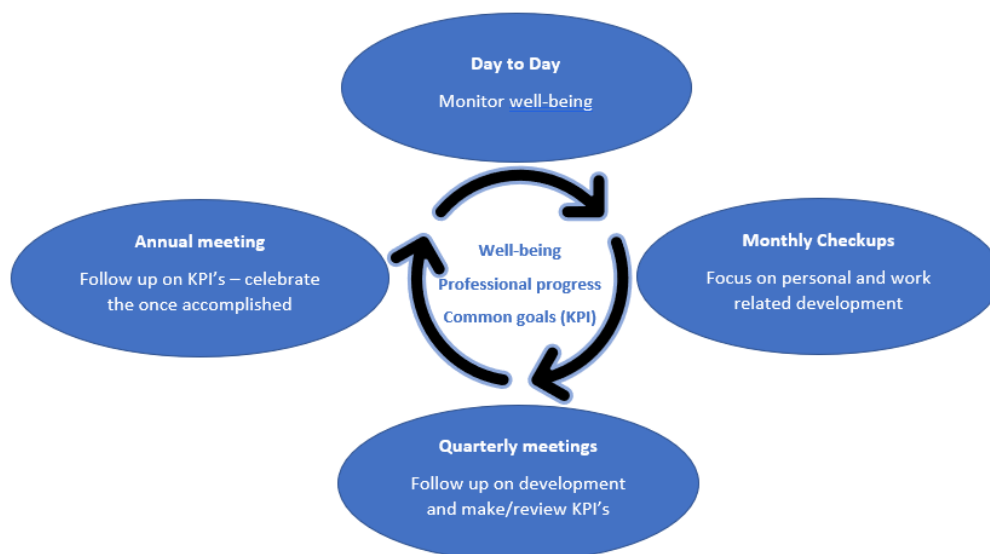 Day to Day
Monitor well-being
Annual meeting
Follow up on KPI's – celebrate
the once accomplished
Well-being
Professional progress
Common goals (KPI)
Monthly Checkups
Focus on personal and work
related development
Quarterly meetings
Follow up on development
and make/review KPI's